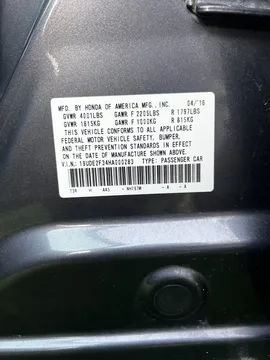 MFD. BY HONDA OF AMERICA MFG., INC. 04/16
GVWR 4001LBS GAWR F 2205LBS R 1797LBS
GVWR 1815KG GAWR F 1000KG R 815KG
THIS VEHICLE CONFORMS TO ALL APPLICABLE
FEDERAL MOTOR VEHICLE SAFETY, BUMPER,
AND THEFT PREVENTION STANDARDS IN EFFECT
ON THE DATE OF MANUFACTURE SHOWN ABOVE.
V.I.N.: 19UDE2F34HA000283 TYPE: PASSENGER CAR